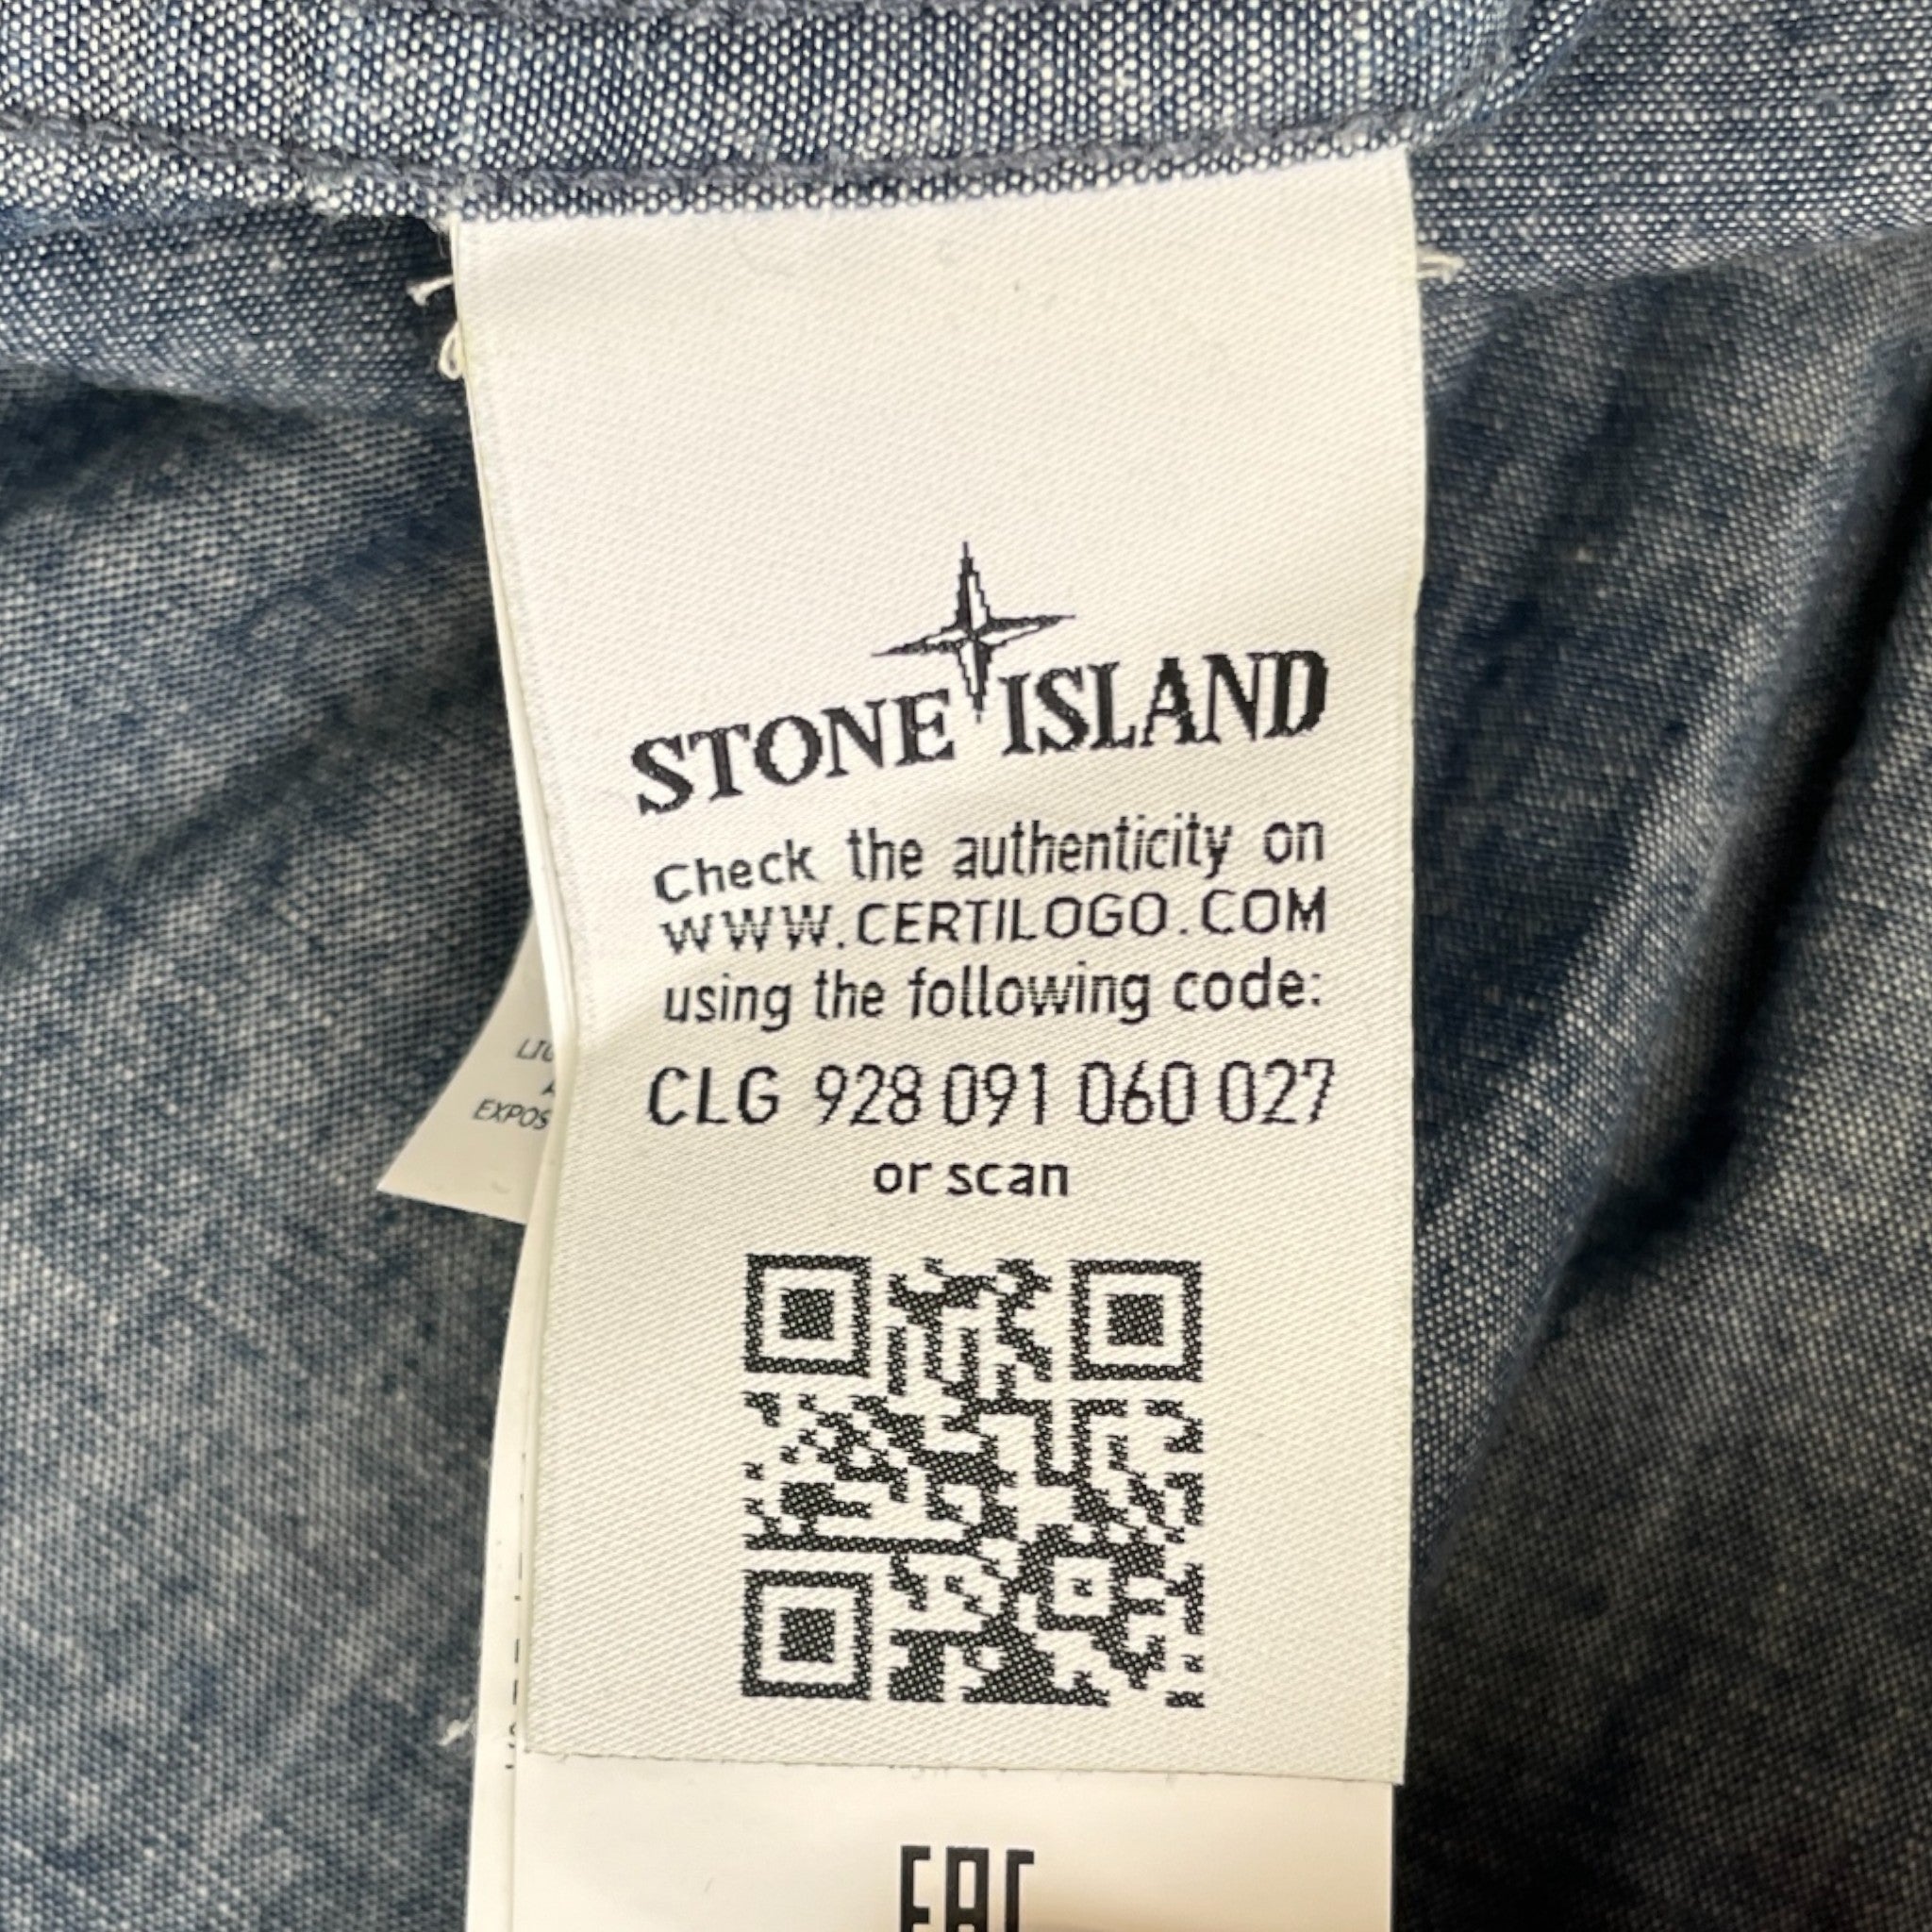 STONE ISLAND
Check the authenticity on
WWW.CERTILOGO.COM
using the following code:
CLG 928 091 060 027
or scan
EAC